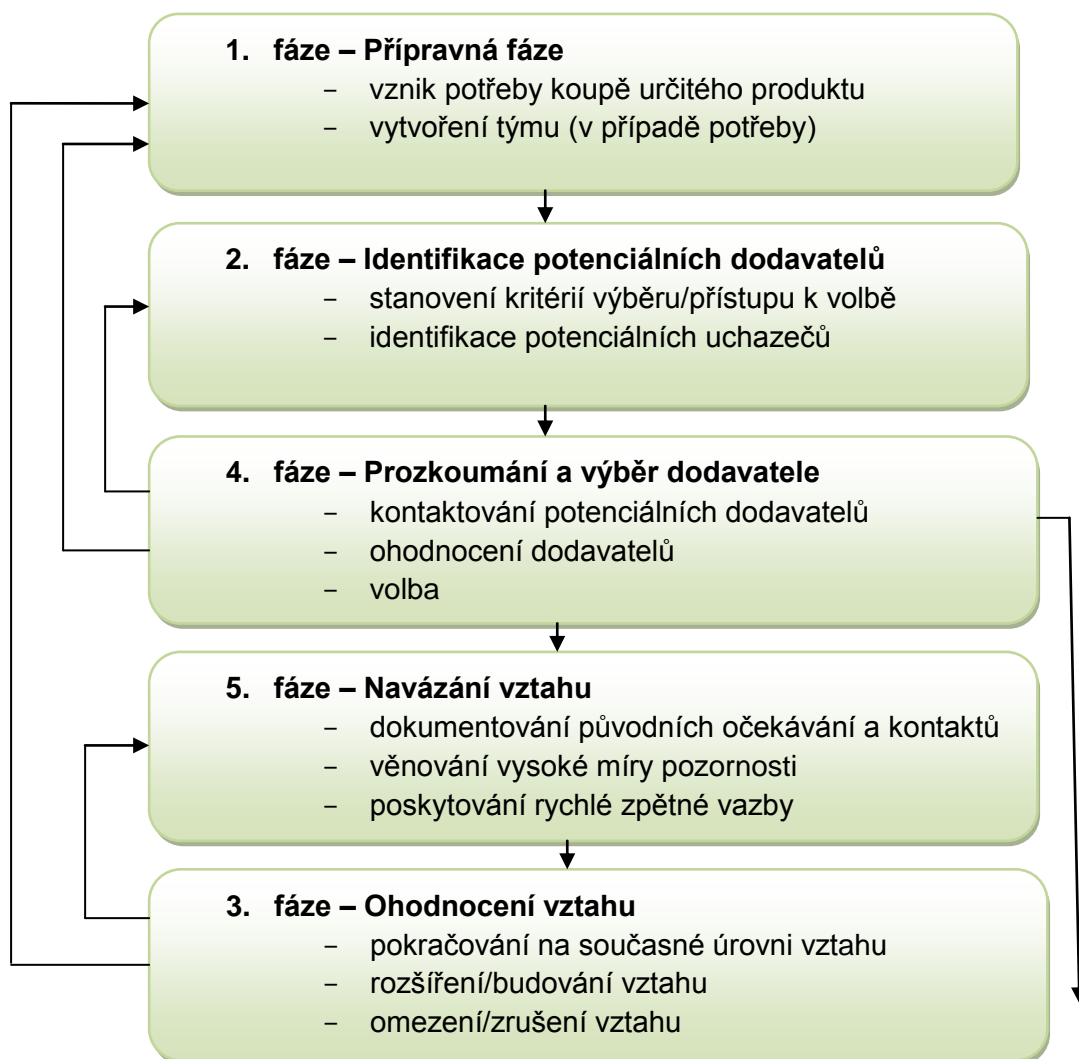 1. fáze – Přípravná fáze
– vznik potřeby koupě určitého produktu
– vytvoření týmu (v případě potřeby)
2. fáze – Identifikace potenciálních dodavatelů
– stanovení kritérií výběru/přístupu k volbě
– identifikace potenciálních uchazečů
4. fáze – Prozkoumání a výběr dodavatele
– kontaktování potenciálních dodavatelů
– ohodnocení dodavatelů
– volba
5. fáze – Navázání vztahu
– dokumentování původních očekávání a kontaktů
– věnování vysoké míry pozornosti
– poskytování rychlé zpětné vazby
3. fáze – Ohodnocení vztahu
– pokračování na současné úrovni vztahu
– rozšíření/budování vztahu
– omezení/zrušení vztahu